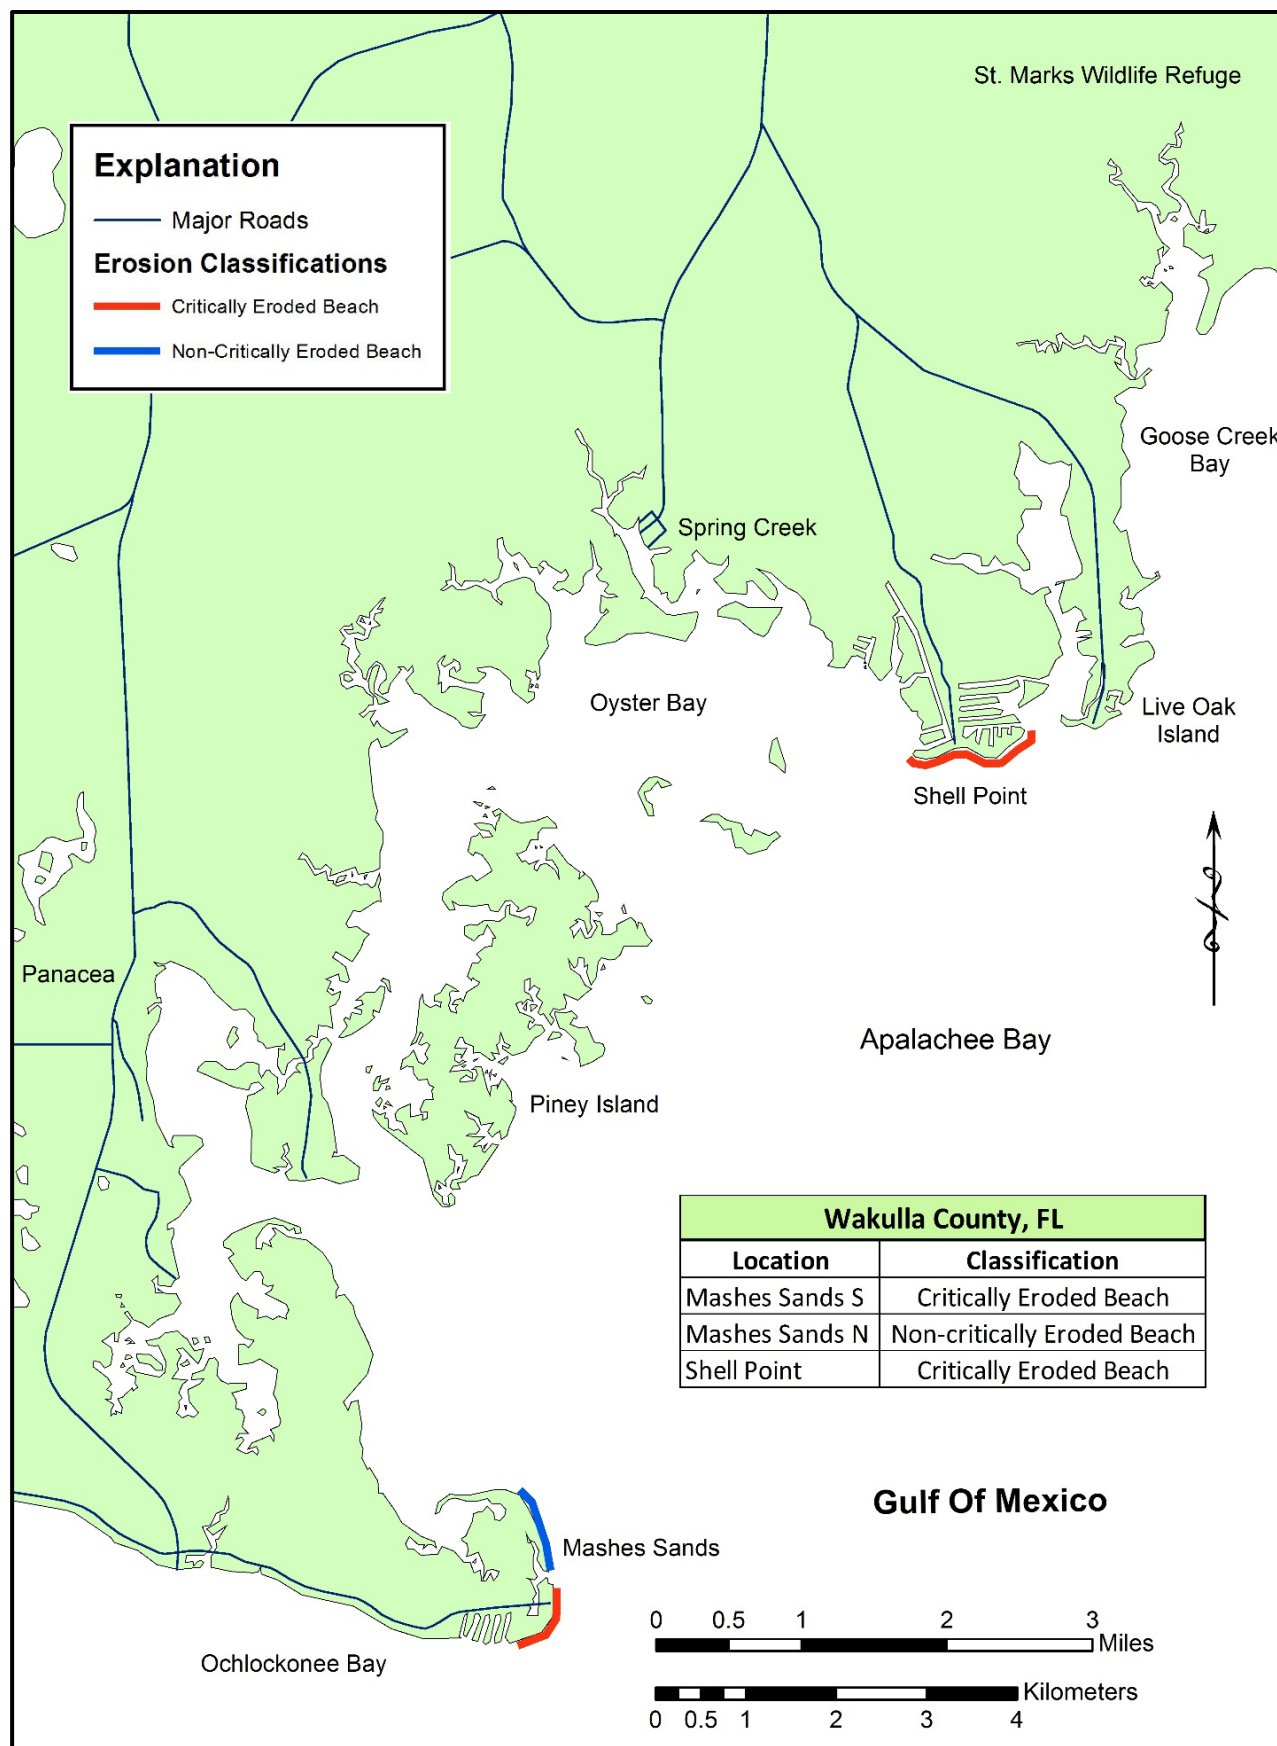 St. Marks Wildlife Refuge
Explanation
Major Roads
Erosion Classifications
Critically Eroded Beach
Non-Critically Eroded Beach
Goose Creek
Bay
Spring Creek
Oyster Bay
Live Oak
Island
Shell Point
Panacea
Apalachee Bay
Piney Island
Wakulla County, FL
Location Classification
Mashes Sands S Critically Eroded Beach
Mashes Sands N Non-critically Eroded Beach
Shell Point Critically Eroded Beach
Gulf Of Mexico
Mashes Sands
Ochlockonee Bay
0 0.5 1 2 3
Miles
Kilometers
0 0.5 1 2 3 4